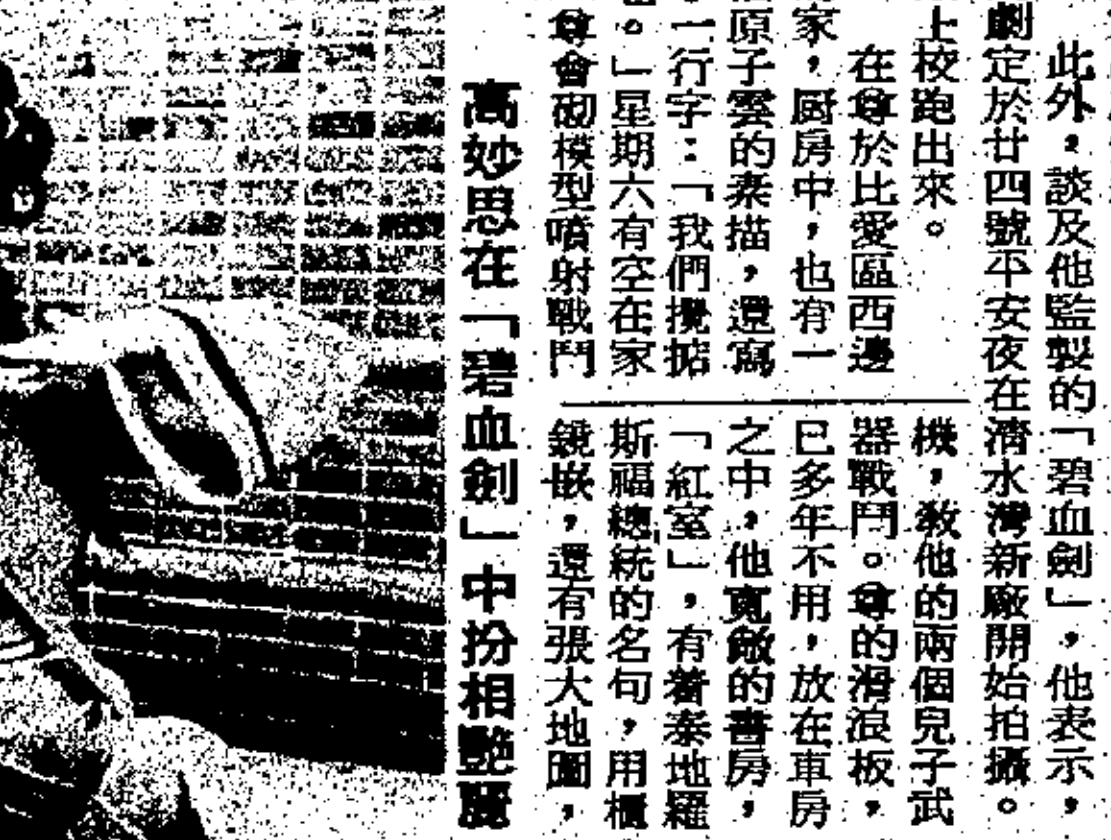 此外，談及他監製的「碧血劍」，他表示，
劇定於廿四號平安夜在清水灣新廠開始拍攝。
上校跑出來。
在尊於比愛區西邊
家，厨房中，也有一
原子雲的素描，還寫
一行字：「我們攪掂
。」星期六有空在家
尊會砌模型噴射戰鬥
機，教他的兩個兒子武
器戰鬥。尊的滑浪板，
已多年不用，放在車房
之中，他寬敞的書房，
「紅室」，有着泰地羅
斯福總統的名句，用櫃
鏡嵌，還有張大地圖，
高妙思在「碧血劍」中扮相艷麗